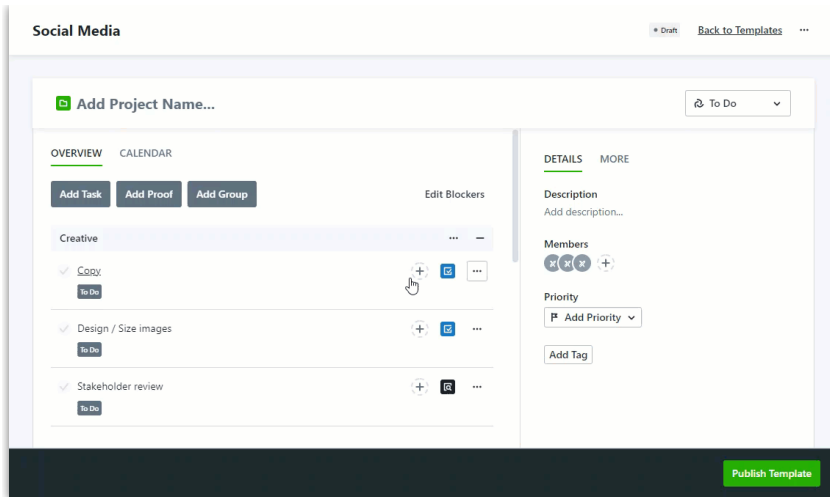 Social Media
Draft
Back to Templates
...
Add Project Name...
To Do
OVERVIEW CALENDAR
Add Task Add Proof Add Group
Edit Blockers
Creative
Copy
To Do
Design / Size images
To Do
Stakeholder review
To Do
DETAILS MORE
Description
Add description...
Members
x x x
Priority
Add Priority
Add Tag
Publish Template